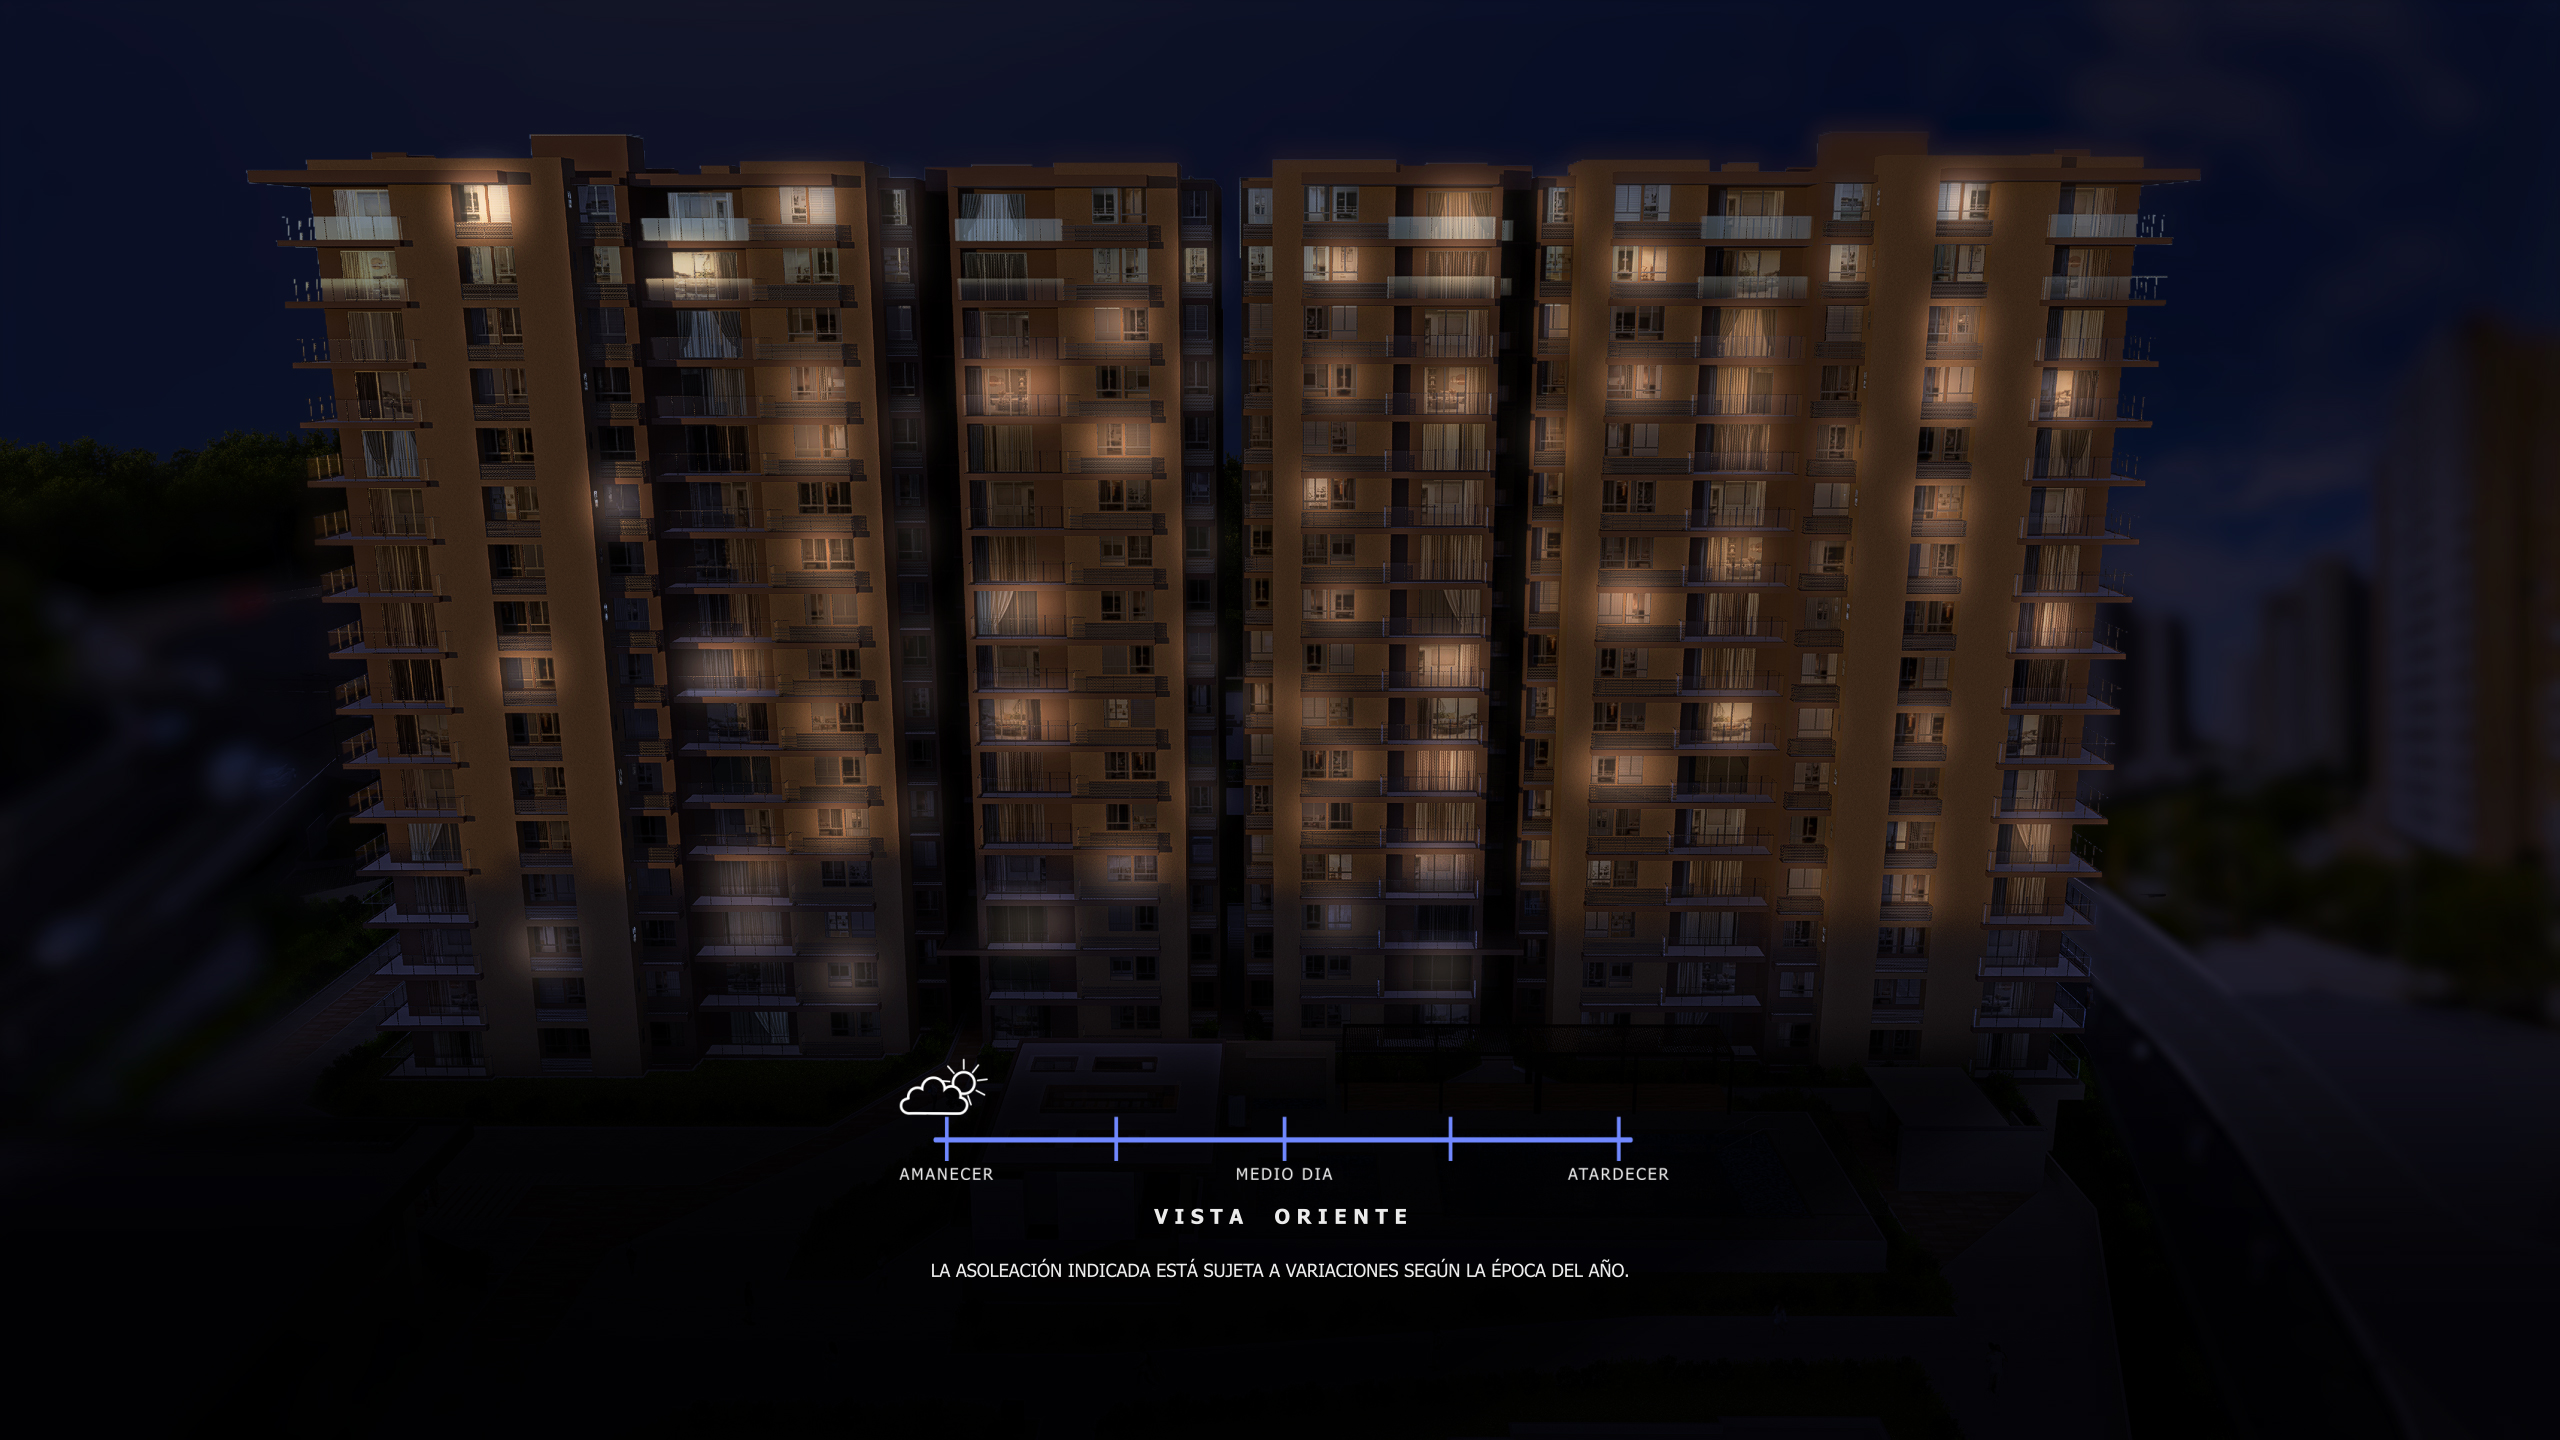 AMANECER MEDIO DIA ATARDECER
VISTA ORIENTE
LA ASOLEACIÓN INDICADA ESTÁ SUJETA A VARIACIONES SEGÚN LA ÉPOCA DEL AÑO.